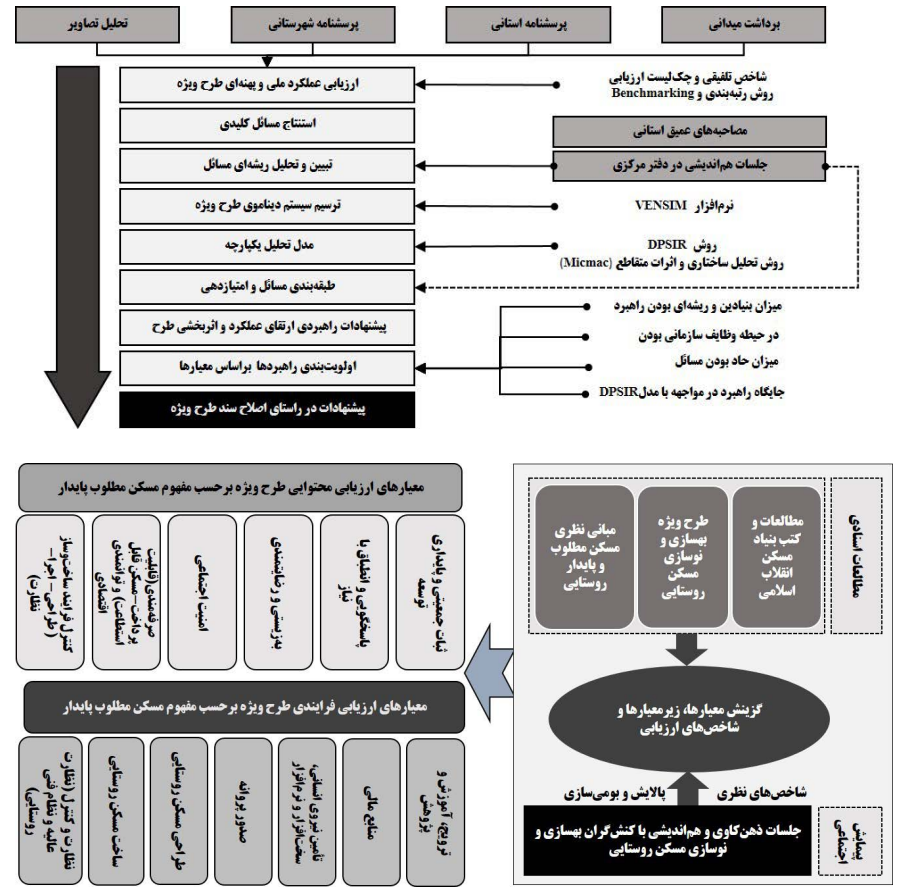 برداشت میدانی
پرسشنامه استانی
پرسشنامه شهرستانی
تحلیل تصاویر
شاخص تلفیقی و چک‌لیست ارزیابی
روش رتبه‌بندی و Benchmarking
ارزیابی عملکرد ملی و پهنه‌ای طرح ویژه
استنتاج مسائل کلیدی
مصاحبه‌های عمیق استانی
جلسات هم‌اندیشی در دفتر مرکزی
تبیین و تحلیل ریشه‌ای مسائل
نرم‌افزار VENSIM
ترسیم سیستم دیناموی طرح ویژه
روش DPSIR
روش تحلیل ساختاری و اثرات متقاطع (Micmac)
مدل تحلیل یکپارچه
طبقه‌بندی مسائل و امتیازدهی
میزان بنیادین و ریشه‌ای بودن راهبرد
پیشنهادات راهبردی ارتقای عملکرد و اثربخشی طرح
در حیطه وظایف سازمانی بودن
میزان حاد بودن مسائل
اولویت‌بندی راهبردها براساس معیارها
جایگاه راهبرد در مواجهه با مدل DPSIR
پیشنهادات در راستای اصلاح سند طرح ویژه
مطالعات اسنادی
مطالعات و
کتب بنیاد
مسکن
انقلاب
اسلامی
طرح ویژه
بهسازی و
نوسازی
مسکن
روستایی
مبانی نظری
مسکن مطلوب
و پایدار
روستایی
گزینش معیارها، زیرمعیارها و
شاخص‌های ارزیابی
شاخص‌های نظری
پالایش و بومی‌سازی
پیمایش
اجتماعی
جلسات ذهن‌کاوی و هم‌اندیشی با کنش‌گران بهسازی و
نوسازی مسکن روستایی
معیارهای ارزیابی محتوایی طرح ویژه برحسب مفهوم مسکن مطلوب پایدار
ثبات جمعیتی و پایداری
توسعه
پاسخگویی و انطباق با
نیاز
به‌زیستی و رضایتمندی
امنیت اجتماعی
صرفه‌مندی (قابلیت
پرداخت–مسکن قابل
استطاعت) و توانمندی
اقتصادی
کنترل فرایند ساخت‌وساز
(طراحی– اجرا–
نظارت)
معیارهای ارزیابی فرایندی طرح ویژه برحسب مفهوم مسکن مطلوب پایدار
ترویج، آموزش و
پژوهش
منابع مالی
تأمین نیروی انسانی،
سخت‌افزار و نرم‌افزار
صدور پروانه
طراحی مسکن روستایی
ساخت مسکن روستایی
نظارت و کنترل (نظارت
عالیه و نظام فنی
روستایی)